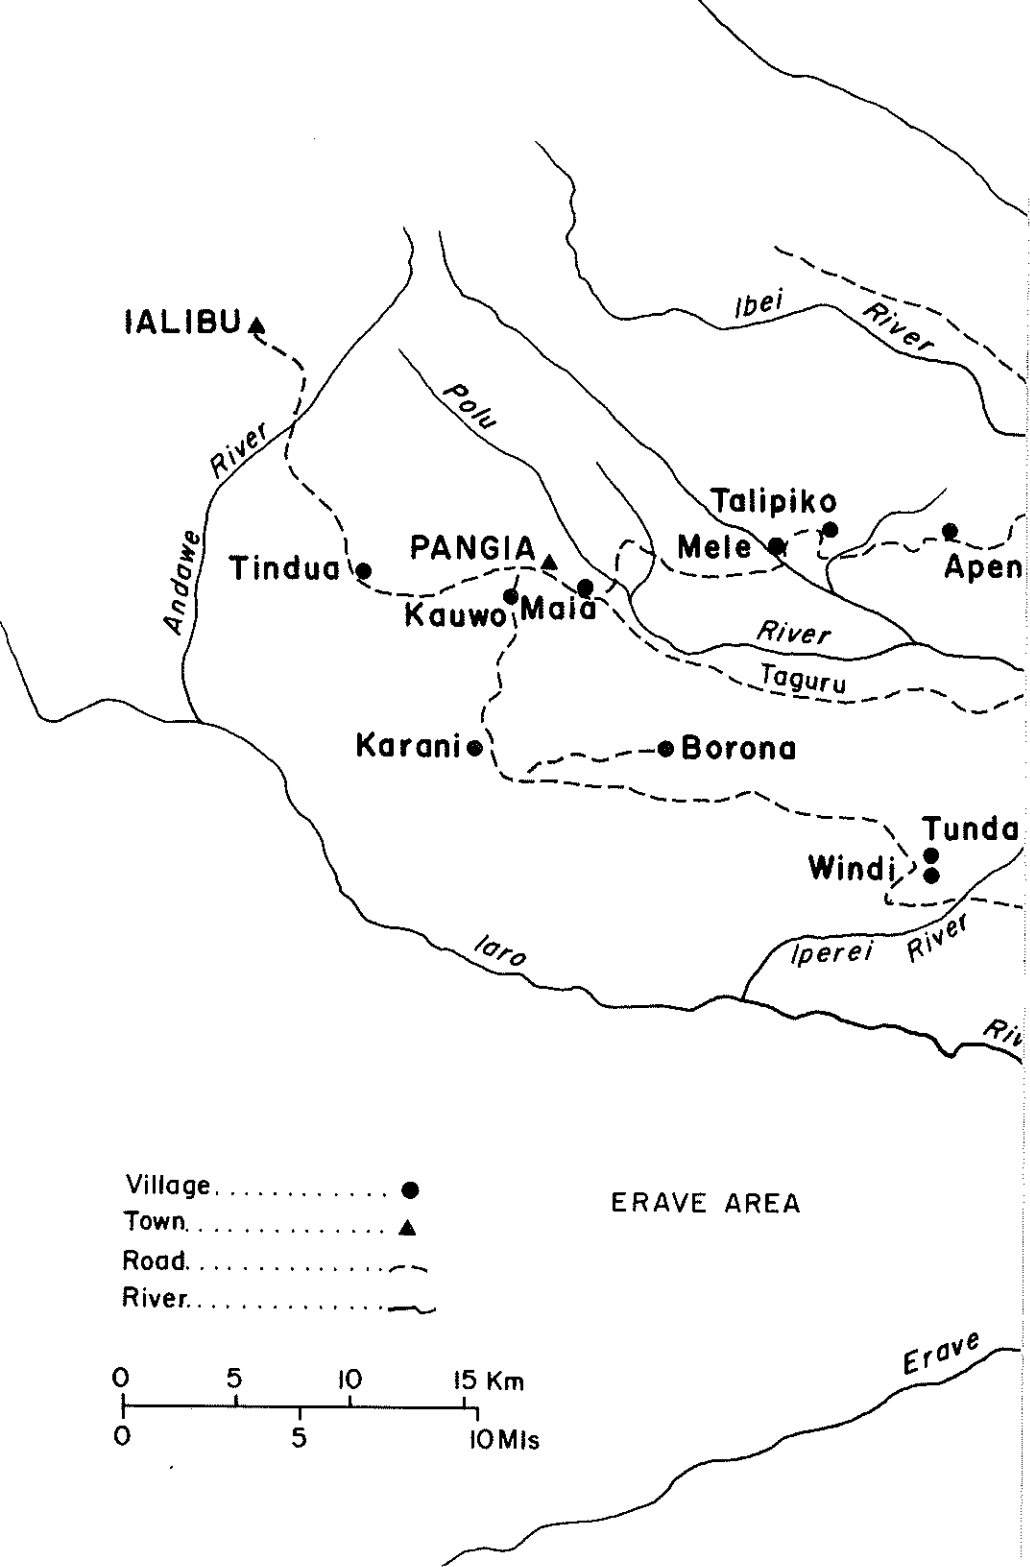 Ibei River
IALIBU
Polu
River
Andawe
Talipiko
PANGIA
Mele
Tindua
Apen
Kauwo
Maia
River
Taguru
Karani
Borona
Tunda
Windi
Iperei River
Iaro
Riv
Village
Town
Road
River
ERAVE AREA
Erave
0 5 10 15 Km
0 5 10 Mls